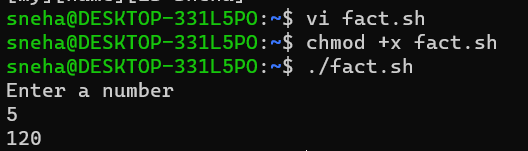 sneha@DESKTOP-331L5PO:~$ vi fact.sh
sneha@DESKTOP-331L5PO:~$ chmod +x fact.sh
sneha@DESKTOP-331L5PO:~$ ./fact.sh
Enter a number
5
120